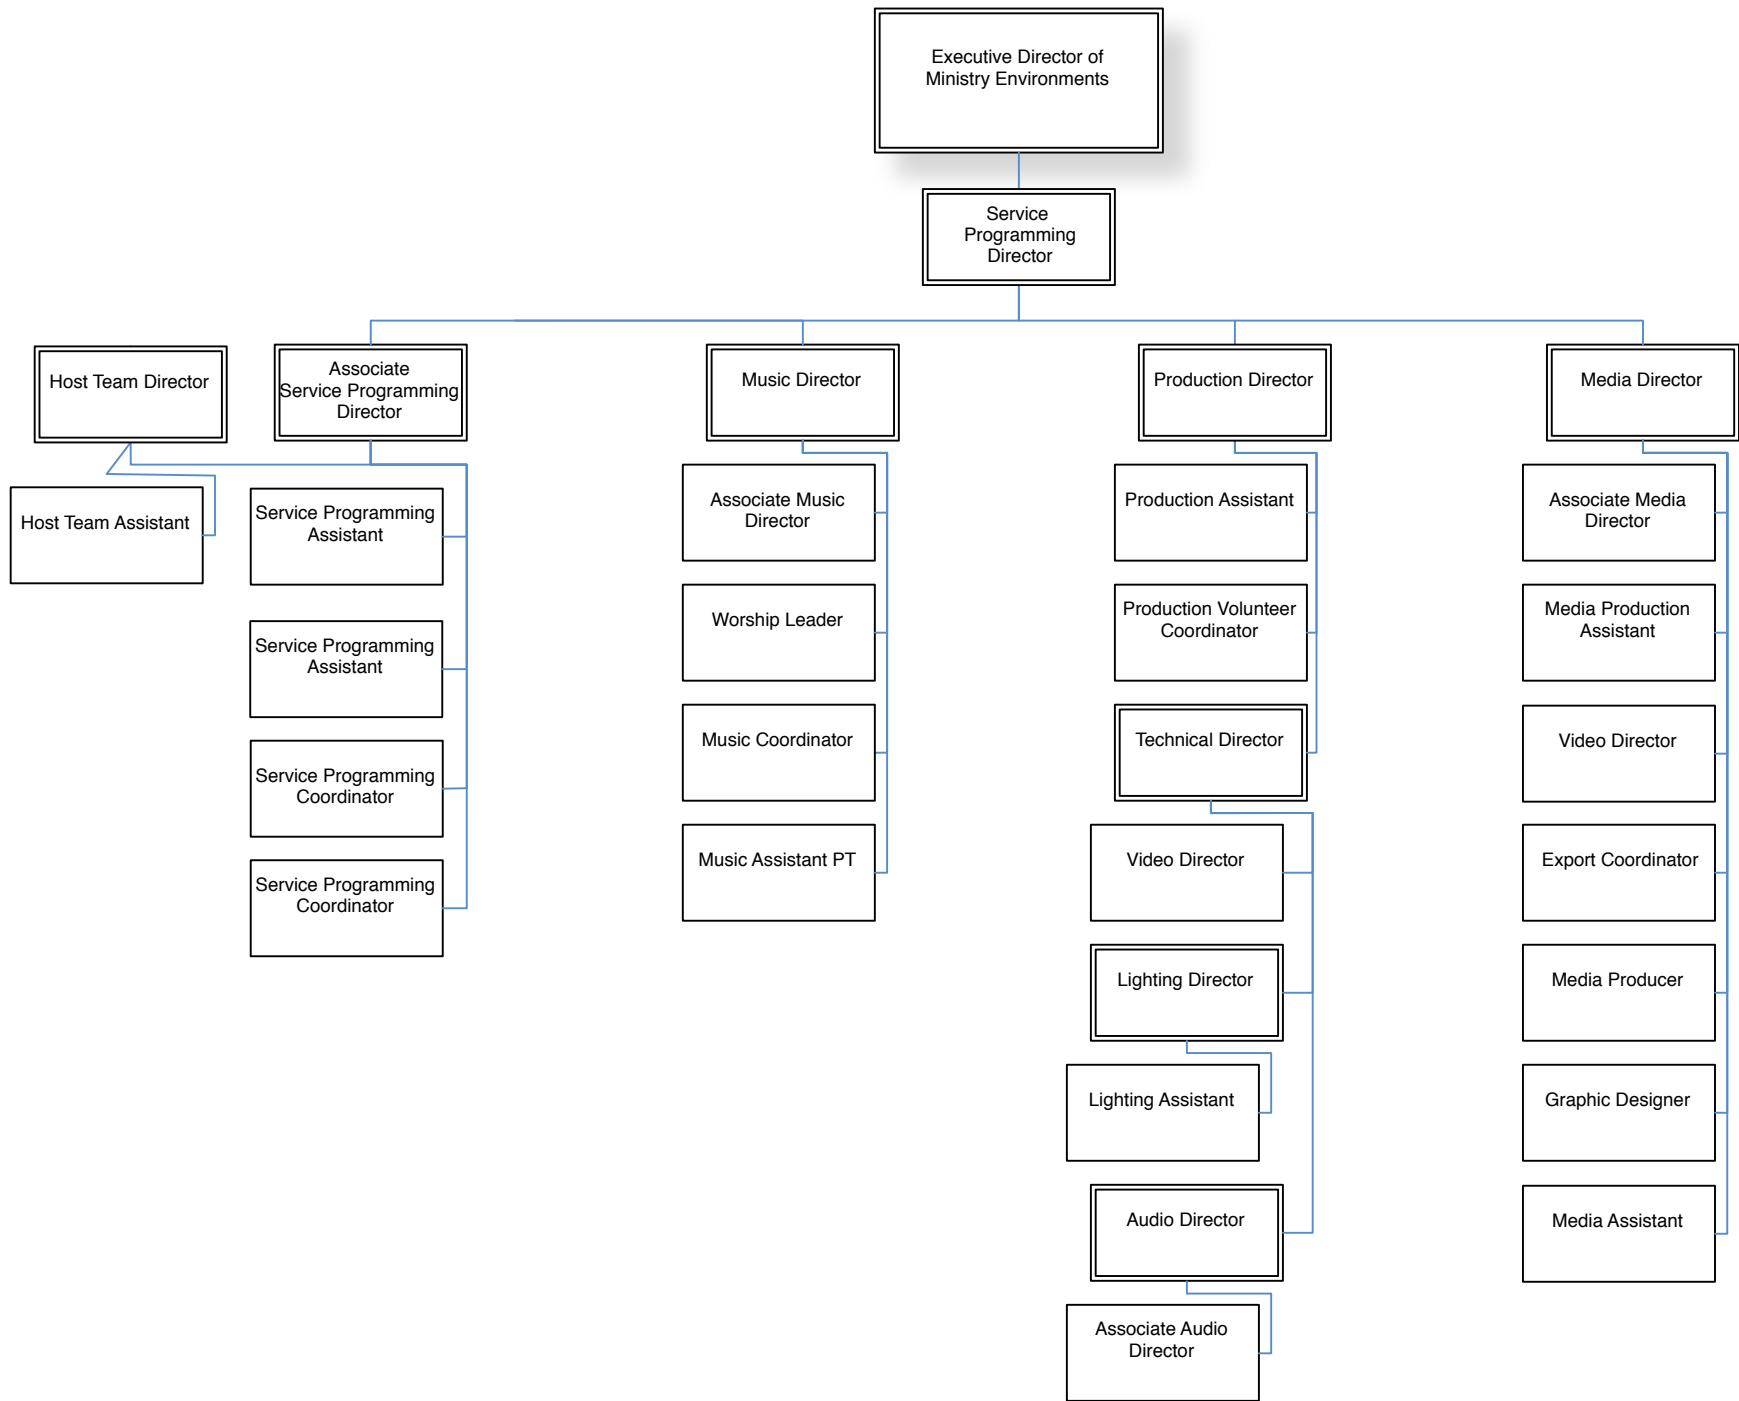 Executive Director of
Ministry Environments
Service
Programming
Director
Host Team Director
Associate
Service Programming
Director
Music Director
Production Director
Media Director
Host Team Assistant
Service Programming
Assistant
Service Programming
Assistant
Service Programming
Coordinator
Service Programming
Coordinator
Associate Music
Director
Worship Leader
Music Coordinator
Music Assistant PT
Production Assistant
Production Volunteer
Coordinator
Technical Director
Video Director
Lighting Director
Lighting Assistant
Audio Director
Associate Audio
Director
Associate Media
Director
Media Production
Assistant
Video Director
Export Coordinator
Media Producer
Graphic Designer
Media Assistant